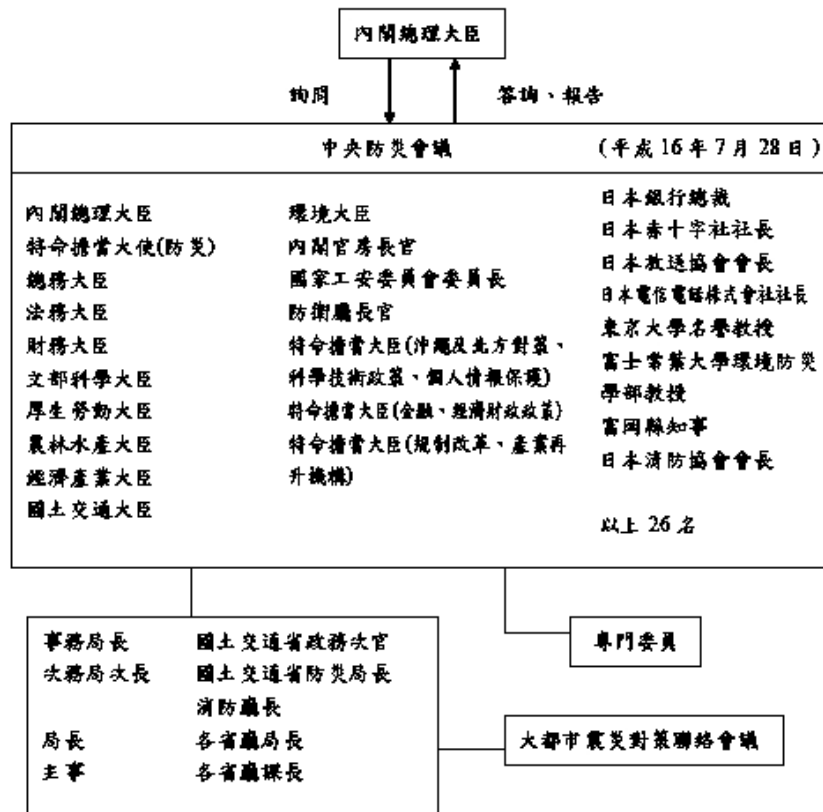 內閣總理大臣
詢問
答詢、報告
中央防災會議
(平成 16 年 7 月 28 日)
內閣總理大臣
特命擔當大使(防災)
總務大臣
法務大臣
財務大臣
文部科學大臣
厚生勞動大臣
農林水產大臣
經濟產業大臣
國土交通大臣
環境大臣
內閣官房長官
國家工安委員會委員長
防衛廳長官
特命擔當大臣(沖繩及北方對策、
科學技術政策、個人情報保護)
特命擔當大臣(金融、經濟財政政策)
特命擔當大臣(規制改革、產業再
升機構)
日本銀行總裁
日本赤十字社社長
日本放送協會會長
日本電信電話株式會社社長
東京大學名譽教授
富士常葉大學環境防災
學部教授
富岡縣知事
日本消防協會會長
以上 26 名
事務局長 國土交通省政務次官
次務局次長 國土交通省防災局長
消防廳長
局長 各省廳局長
主事 各省廳課長
專門委員
大都市震災對策聯絡會議